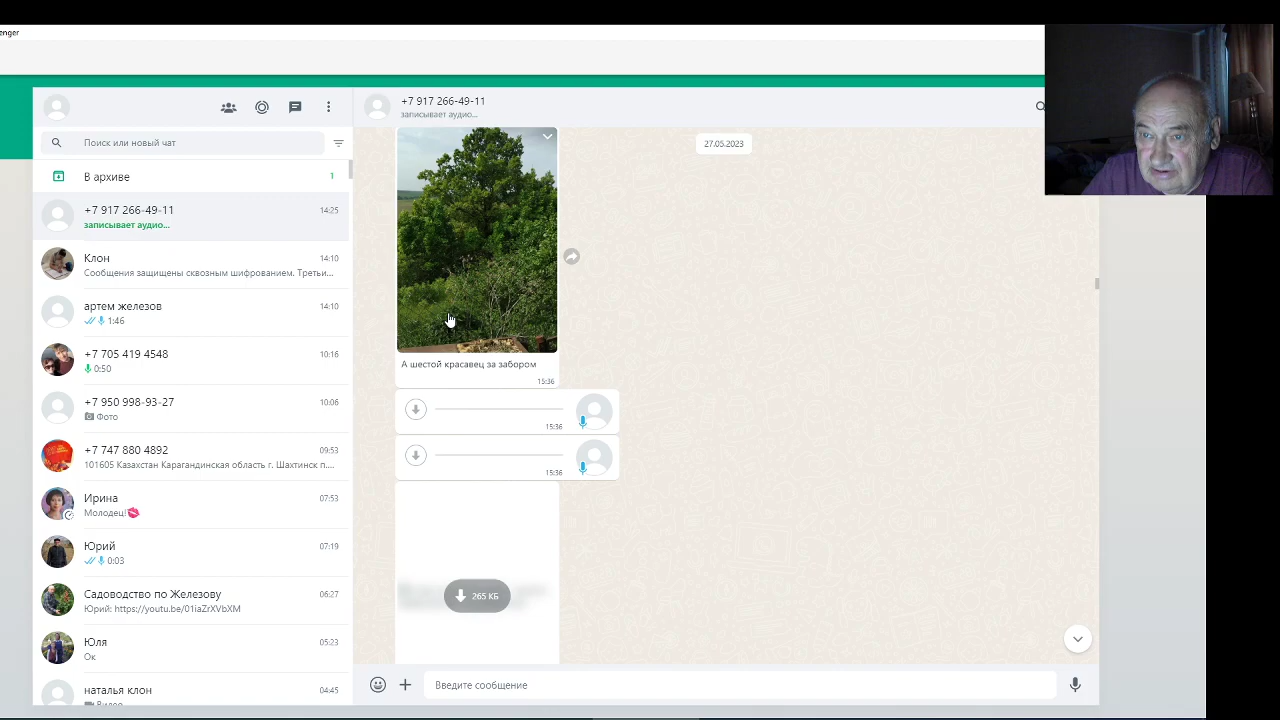 enger
+7 917 266-49-11
записывает аудио...
Поиск или новый чат
27.05.2023
В архиве
1
+7 917 266-49-11
14:25
записывает аудио...
Клон
14:10
Сообщения защищены сквозным шифрованием. Третьи...
артем железов
14:10
1:46
+7 705 419 4548
10:16
0:50
+7 950 998-93-27
10:06
Фото
+7 747 880 4892
09:53
101605 Казахстан Карагандинская область г. Шахтинск п....
Ирина
07:53
Молодец!💋
Юрий
07:19
0:03
Садоводство по Железову
06:27
Юрий: https://youtu.be/01iaZrXVbXM
Юля
05:23
Ок
наталья клон
04:45
Видео
А шестой красавец за забором
15:36
15:36
15:36
265 КБ
Введите сообщение